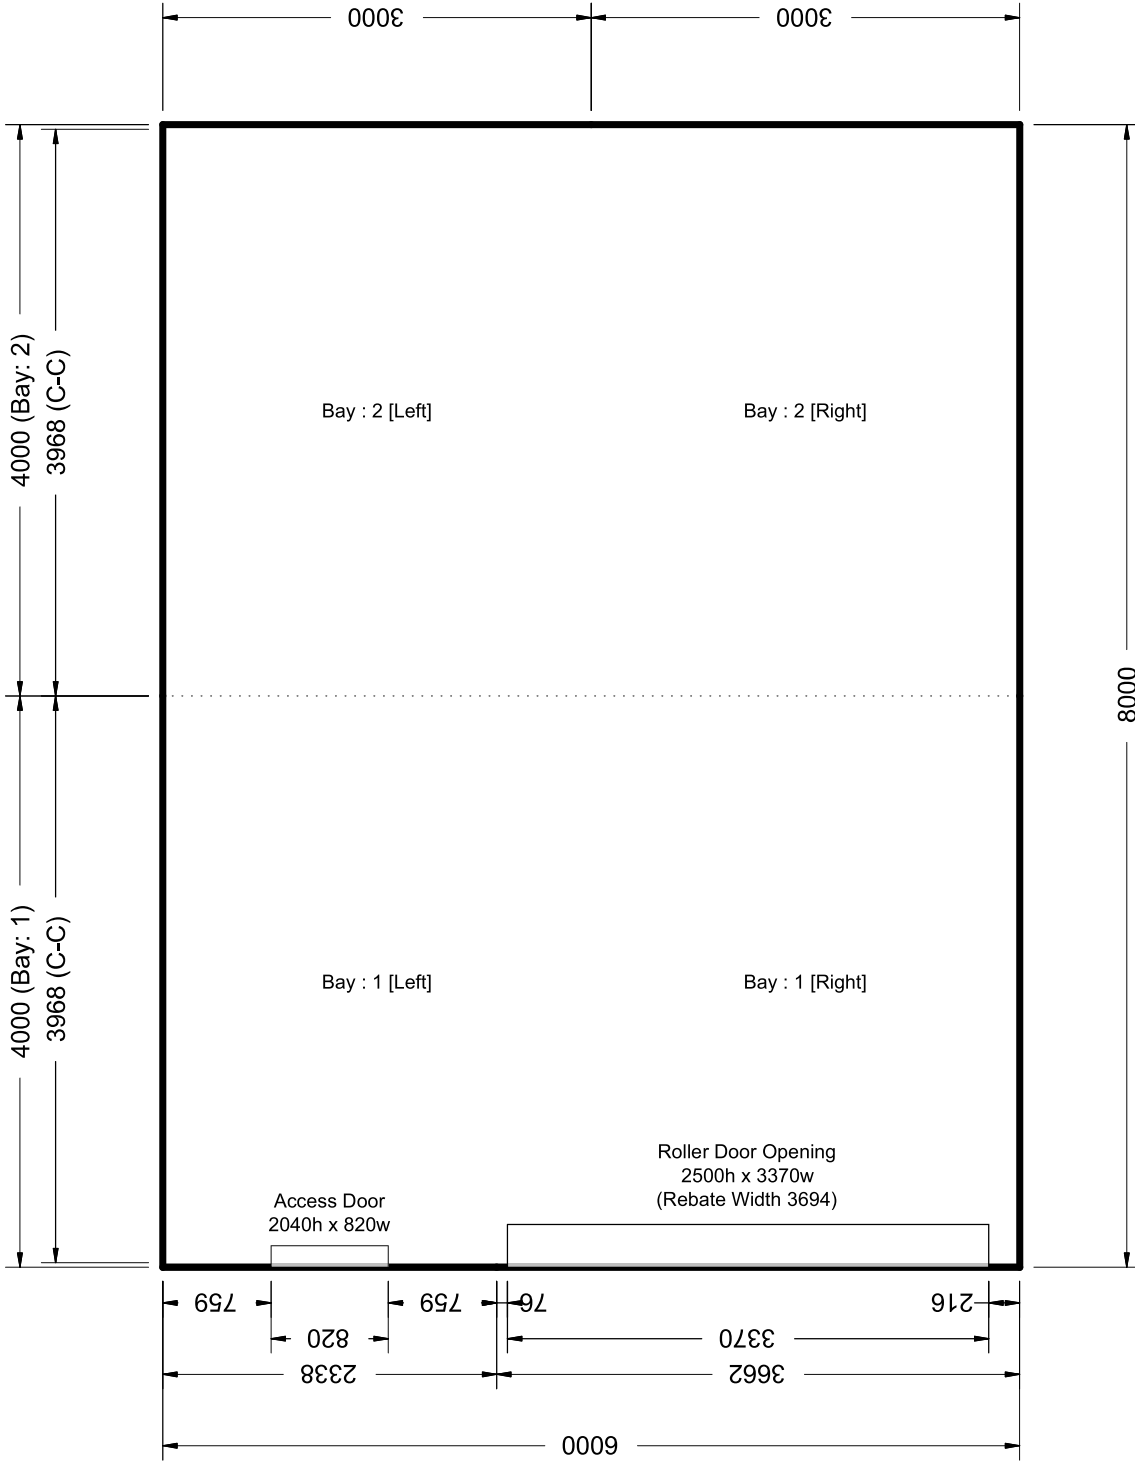 3000
3000
4000 (Bay: 2)
3968 (C-C)
Bay : 2 [Left]
Bay : 2 [Right]
8000
4000 (Bay: 1)
3968 (C-C)
Bay : 1 [Left]
Bay : 1 [Right]
Roller Door Opening
2500h x 3370w
(Rebate Width 3694)
Access Door
2040h x 820w
759
759
76
216
820
3370
2338
3662
6000